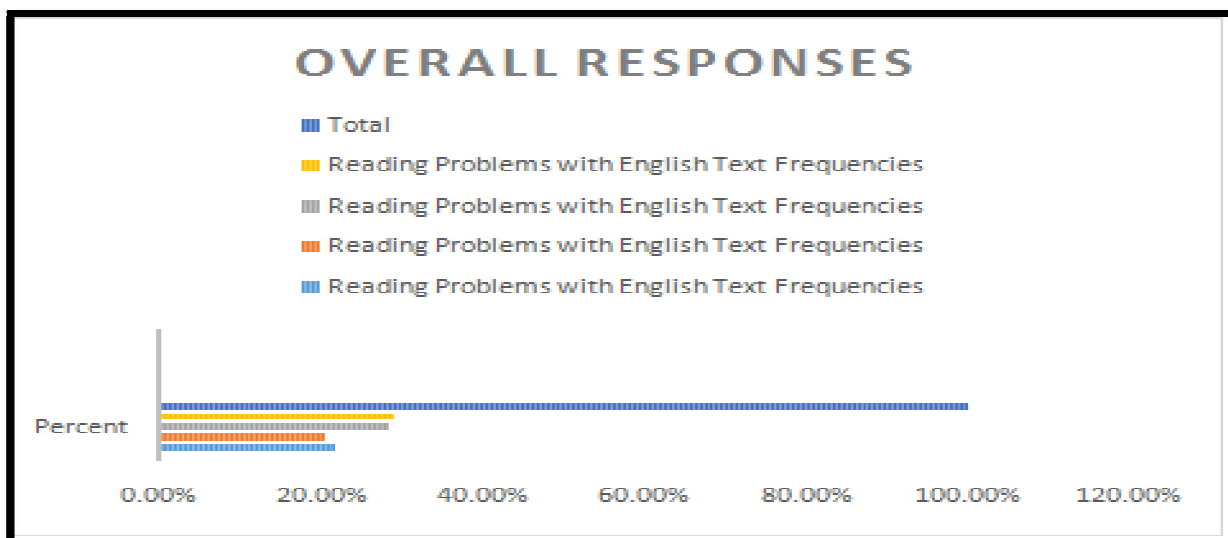 OVERALL RESPONSES
Total
Reading Problems with English Text Frequencies
Reading Problems with English Text Frequencies
Reading Problems with English Text Frequencies
Reading Problems with English Text Frequencies
Percent
0.00% 20.00% 40.00% 60.00% 80.00% 100.00% 120.00%